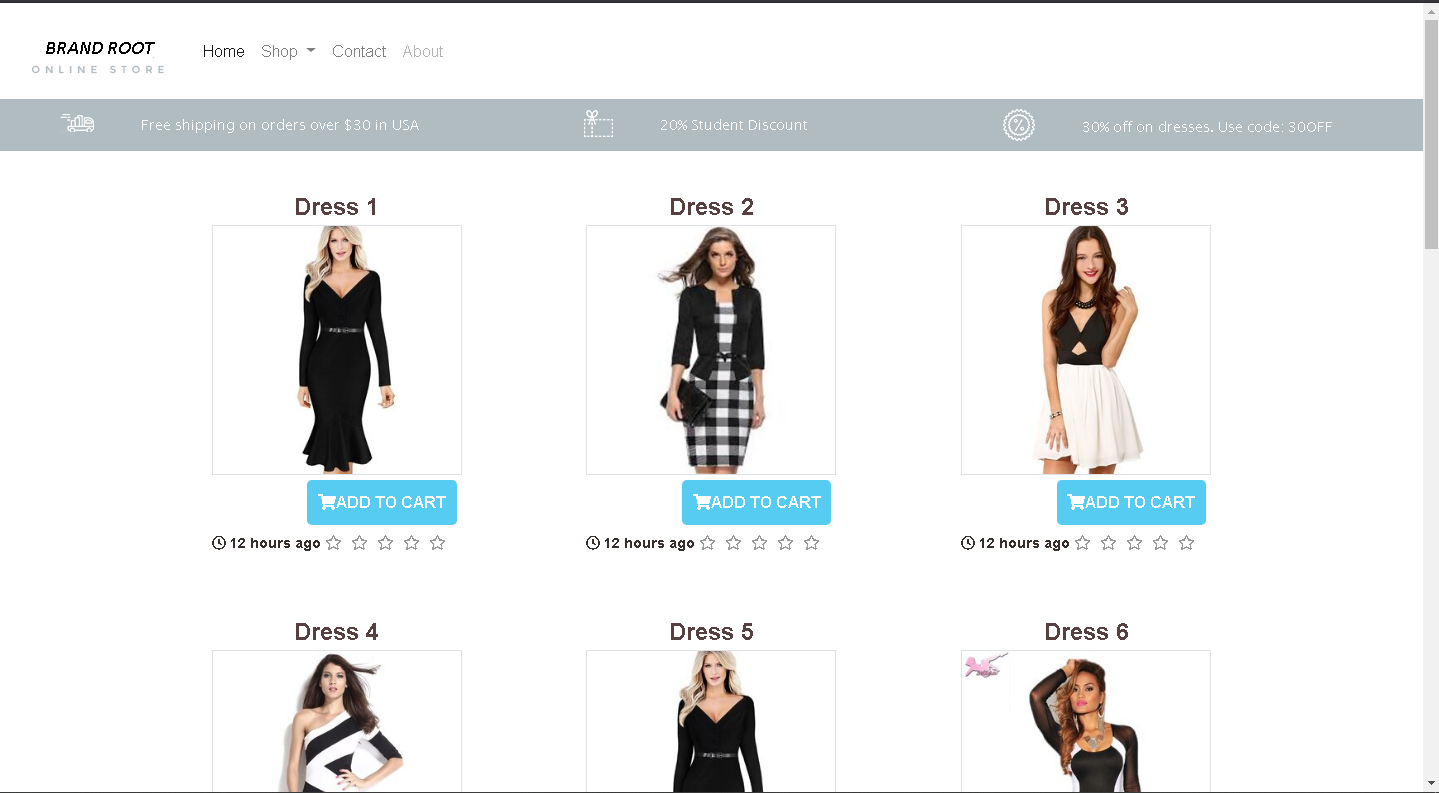 BRAND ROOT
ONLINE STORE
Home Shop Contact About
Free shipping on orders over $30 in USA
20% Student Discount
30% off on dresses. Use code: 30OFF
Dress 1
Dress 2
Dress 3
ADD TO CART
ADD TO CART
ADD TO CART
12 hours ago
12 hours ago
12 hours ago
Dress 4
Dress 5
Dress 6